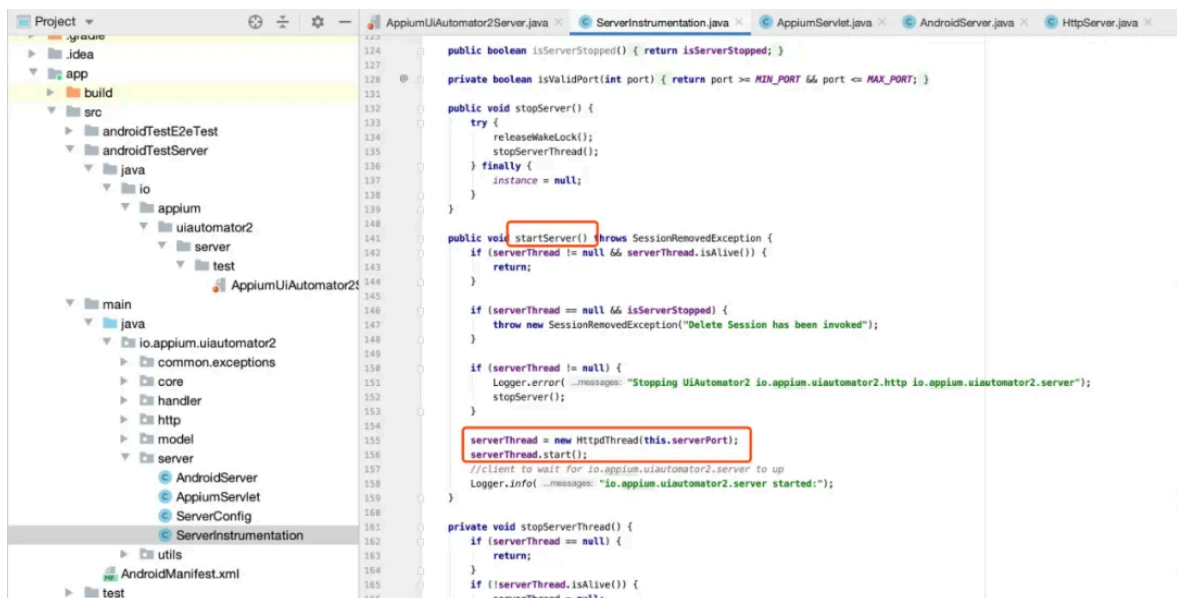 Project
AppiumUiAutomator2Server.java
ServerInstrumentation.java
AppiumServlet.java
AndroidServer.java
HttpServer.java
.gradle
.idea
app
build
src
androidTestE2eTest
androidTestServer
java
io
appium
uiautomator2
server
test
AppiumUiAutomator2S
main
java
io.appium.uiautomator2
common.exceptions
core
handler
http
model
server
AndroidServer
AppiumServlet
ServerConfig
ServerInstrumentation
utils
AndroidManifest.xml
test
123
124 public boolean isServerStopped() { return isServerStopped; }
127
128 @ private boolean isValidPort(int port) { return port >= MIN_PORT && port <= MAX_PORT; }
131
132 public void stopServer() {
133 try {
134 releaseWakeLock();
135 stopServerThread();
136 } finally {
137 instance = null;
138 }
139 }
140
141 public void startServer() throws SessionRemovedException {
142 if (serverThread != null && serverThread.isAlive()) {
143 return;
144 }
145
146 if (serverThread == null && isServerStopped) {
147 throw new SessionRemovedException("Delete Session has been invoked");
148 }
149
150 if (serverThread != null) {
151 Logger.error( ...messages: "Stopping UiAutomator2 io.appium.uiautomator2.http io.appium.uiautomator2.server");
152 stopServer();
153 }
154
155 serverThread = new HttpdThread(this.serverPort);
156 serverThread.start();
157 //client to wait for io.appium.uiautomator2.server to up
158 Logger.info( ...messages: "io.appium.uiautomator2.server started:");
159 }
160
161 private void stopServerThread() {
162 if (serverThread == null) {
163 return;
164 }
165 if (!serverThread.isAlive()) {
166 serverThread = null;